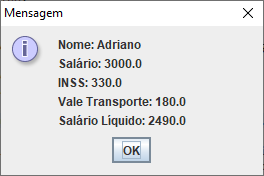 Mensagem
Nome: Adriano
Salário: 3000.0
INSS: 330.0
Vale Transporte: 180.0
Salário Líquido: 2490.0
OK